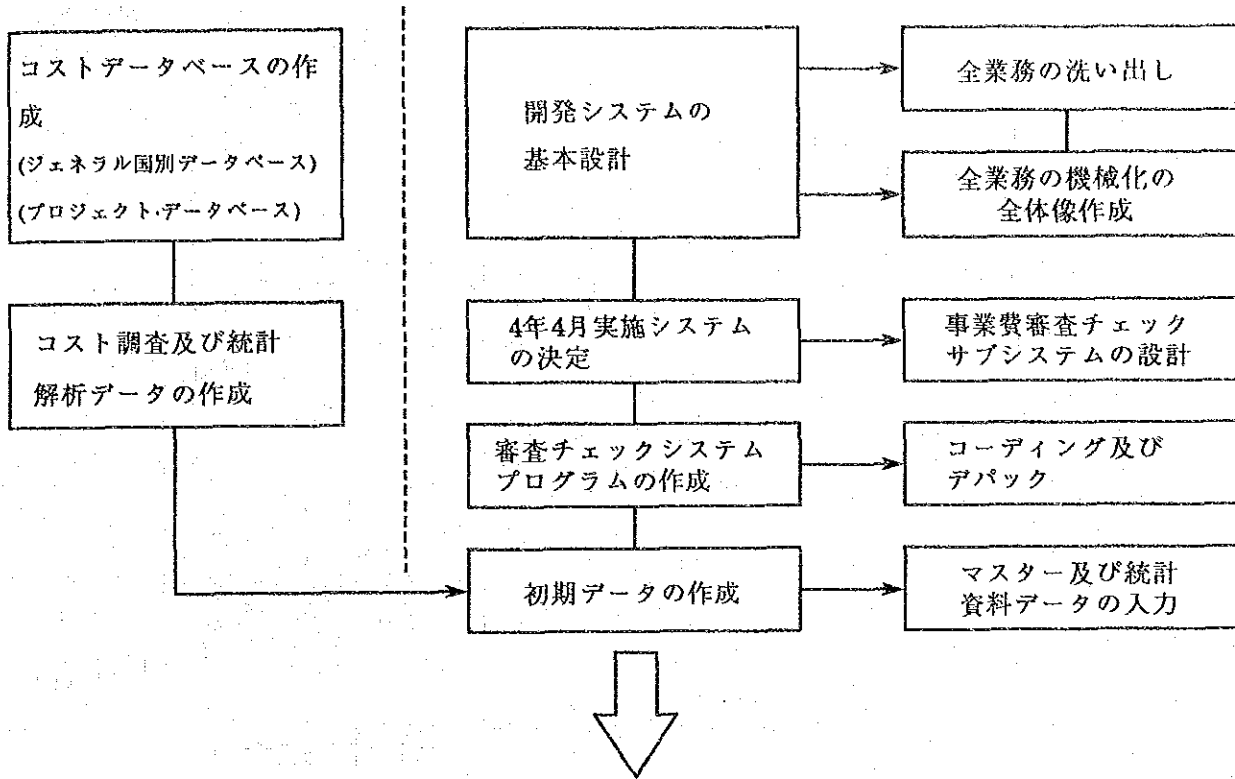 コストデータベースの作
成
(ジェネラル国別データベース)
(プロジェクト・データベース)
コスト調査及び統計
解析データの作成
開発システムの
基本設計
全業務の洗い出し
全業務の機械化の
全体像作成
4年4月実施システム
の決定
事業費審査チェック
サブシステムの設計
審査チェックシステム
プログラムの作成
コーディング及び
デパック
初期データの作成
マスター及び統計
資料データの入力